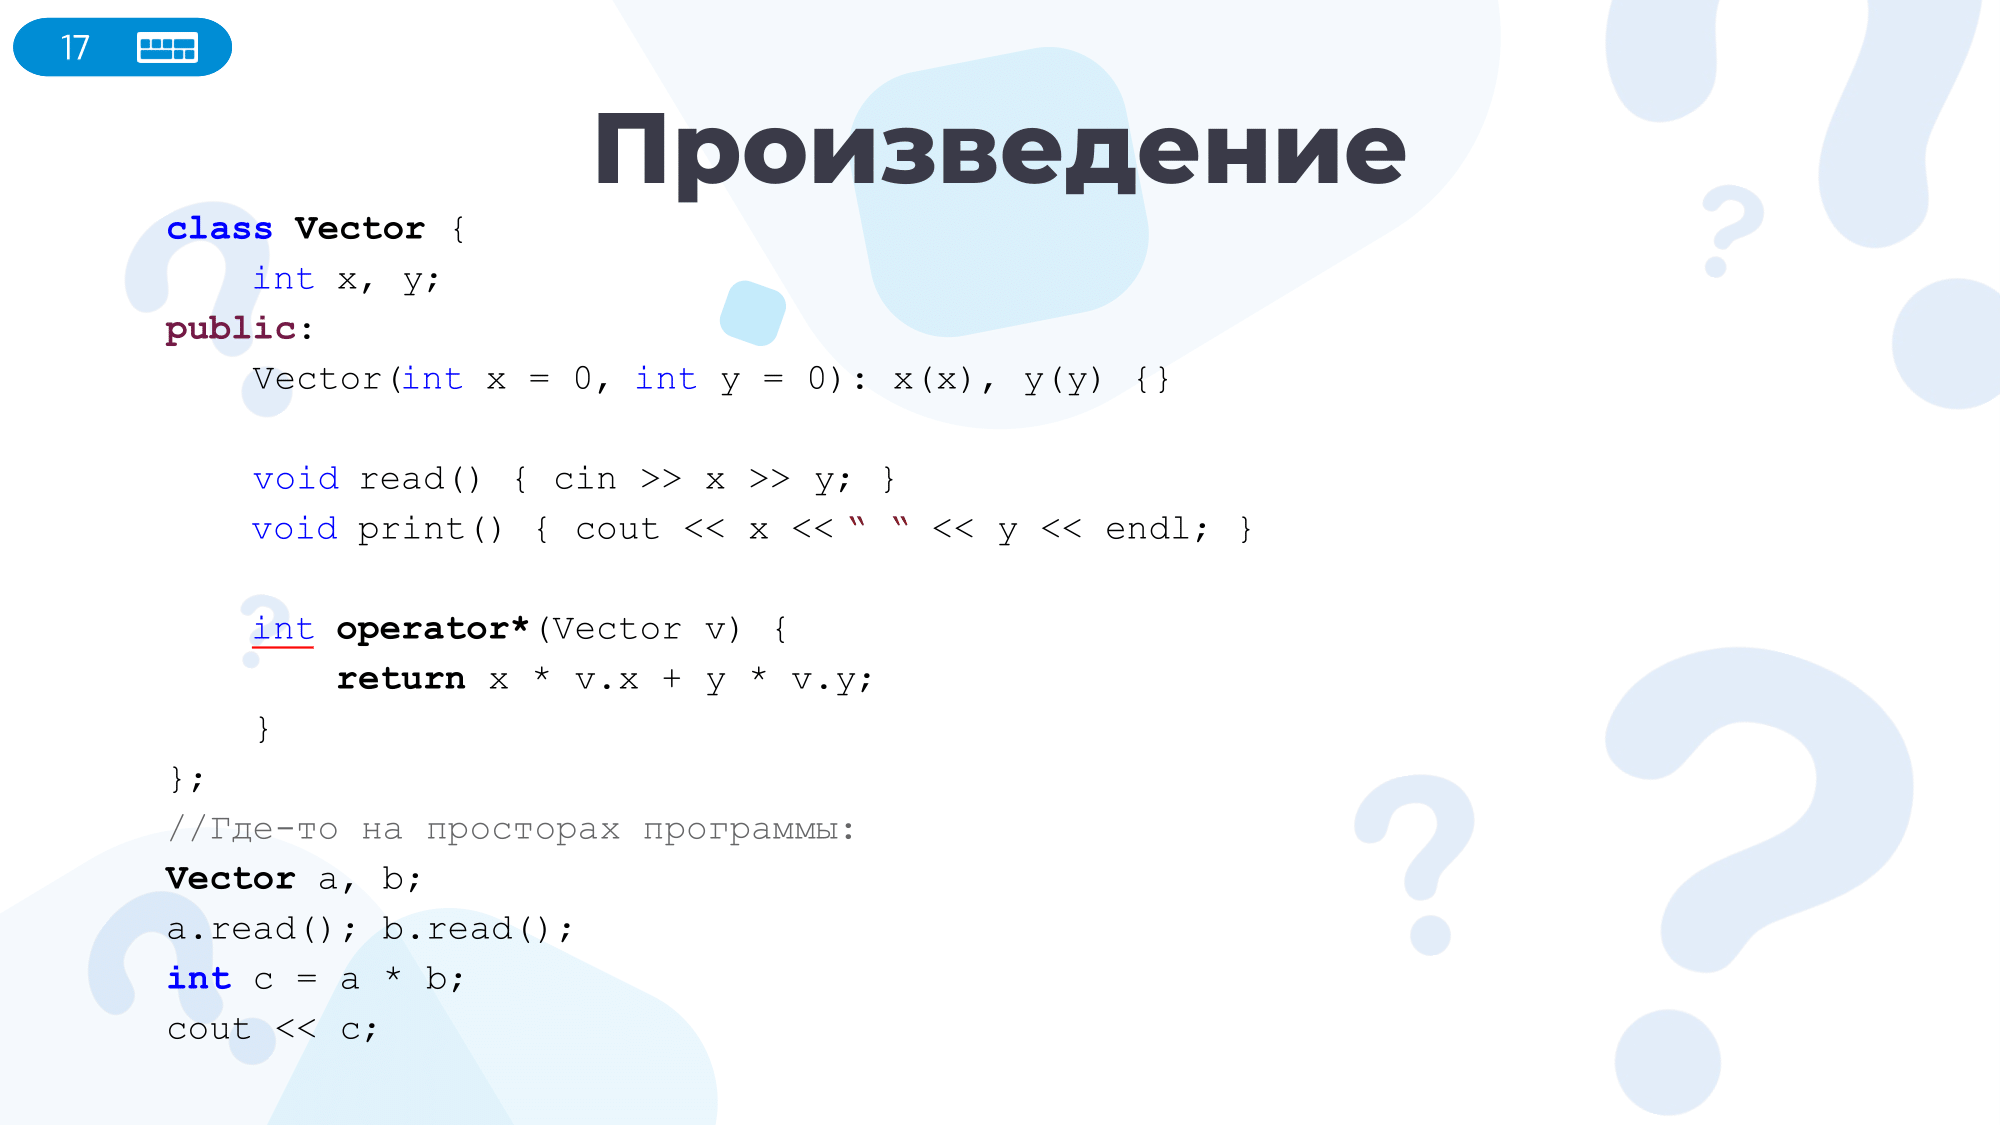 17
Произведение
class Vector {
    int x, y;
public:
    Vector(int x = 0, int y = 0): x(x), y(y) {}
    void read() { cin >> x >> y; }
    void print() { cout << x << “ “ << y << endl; }
    int operator*(Vector v) {
        return x * v.x + y * v.y;
    }
};
//Где-то на просторах программы:
Vector a, b;
a.read(); b.read();
int c = a * b;
cout << c;